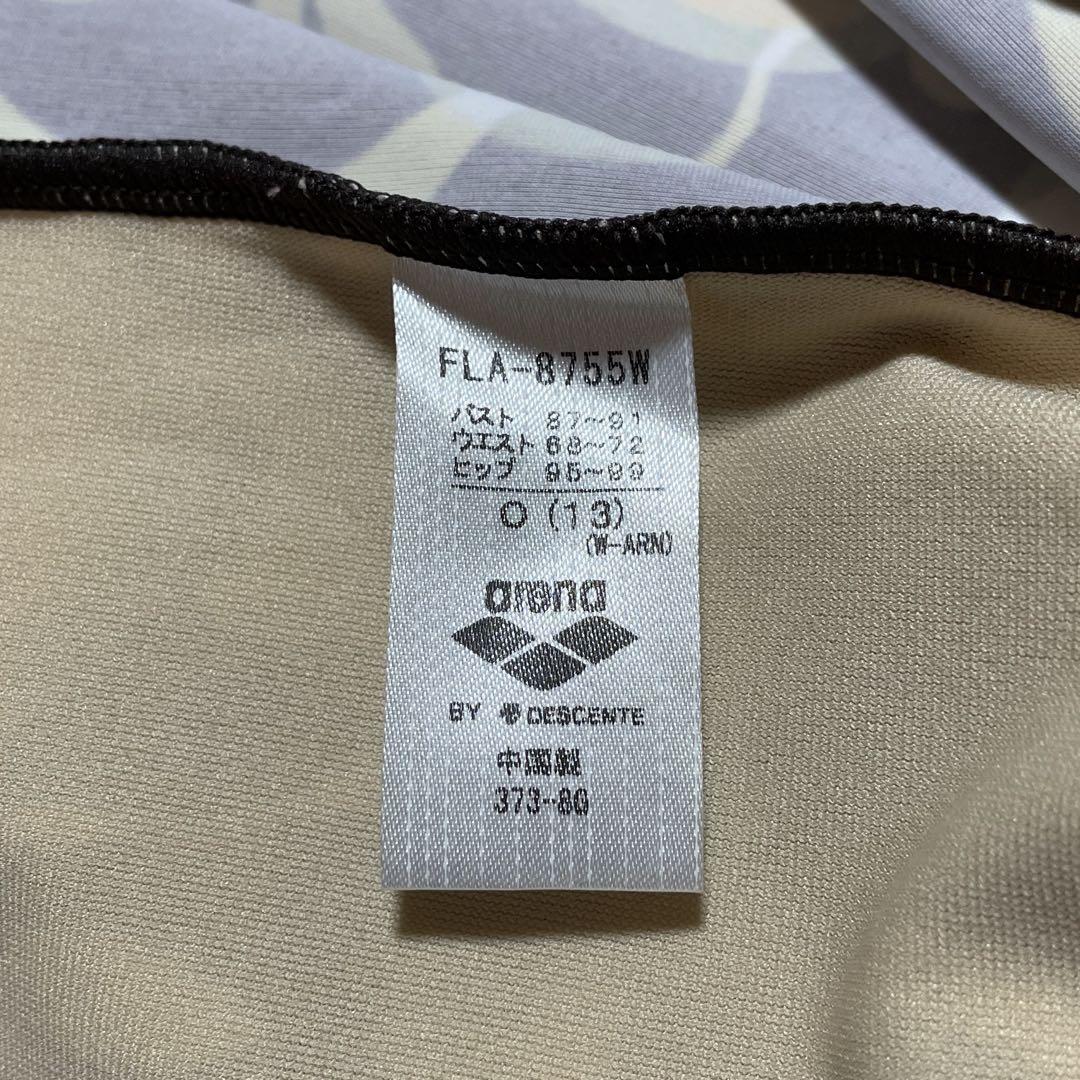 FLA-8755W
バスト 87~91
ウエスト 68~72
ヒップ 95~99
O (13)
(W-ARN)
arena
BY DESCENTE
中国製
373-80